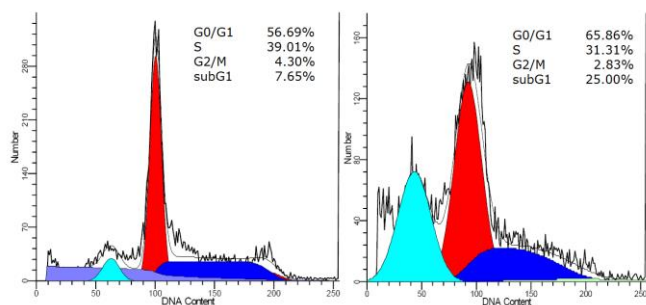 G0/G1 56.69%
S 39.01%
G2/M 4.30%
subG1 7.65%
Number
0 70 140 210 280
0 50 100 150 200 250
DNA Content
G0/G1 65.86%
S 31.31%
G2/M 2.83%
subG1 25.00%
Number
0 40 80 120 160
0 50 100 150 200 250
DNA Content